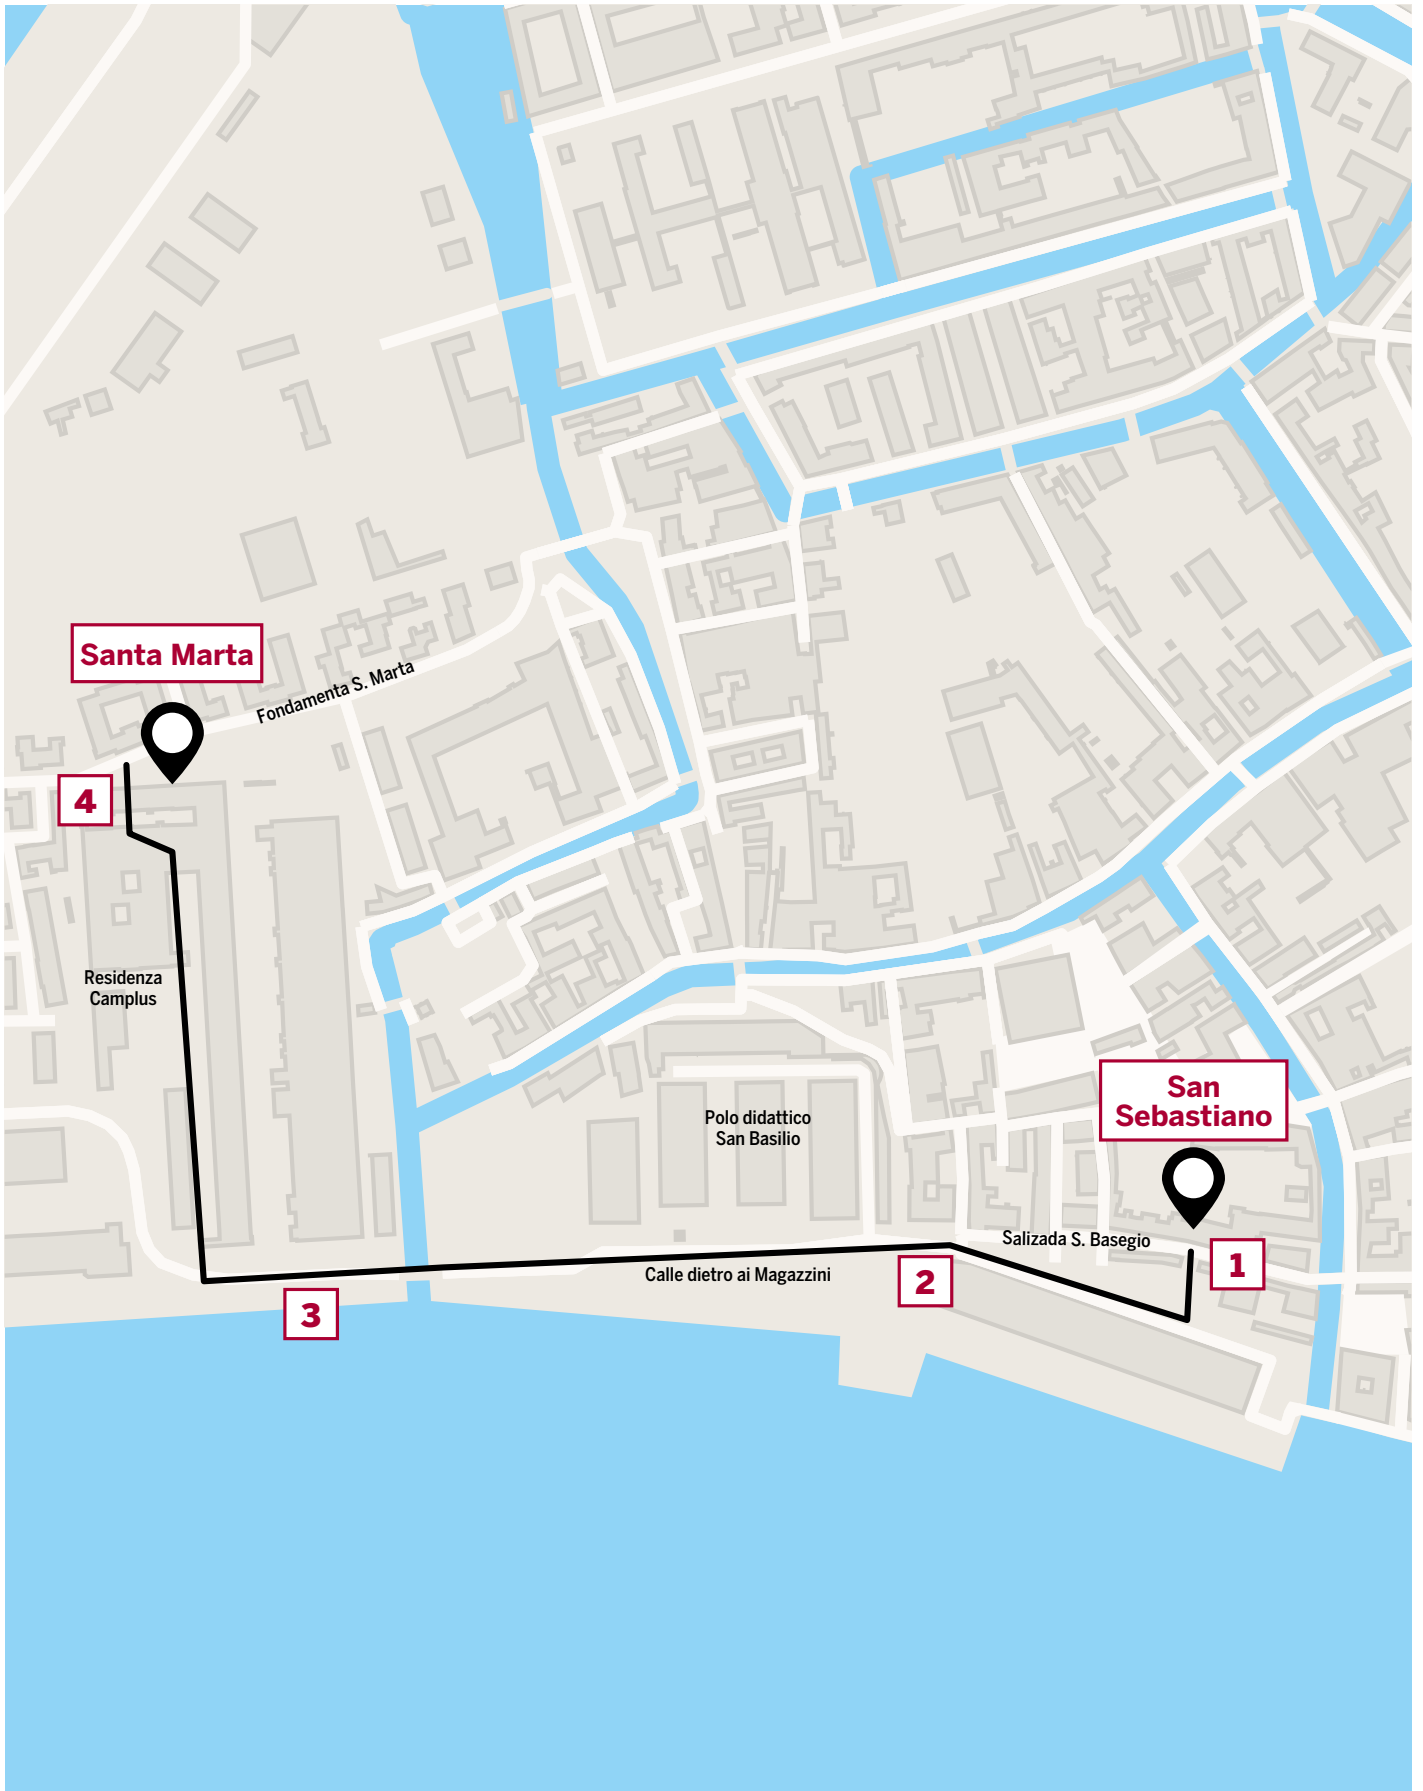 Santa Marta
Fondamenta S. Marta
4
Residenza
Camplus
San
Sebastiano
Polo didattico
San Basilio
Salizada S. Basegio
1
Calle dietro ai Magazzini
2
3